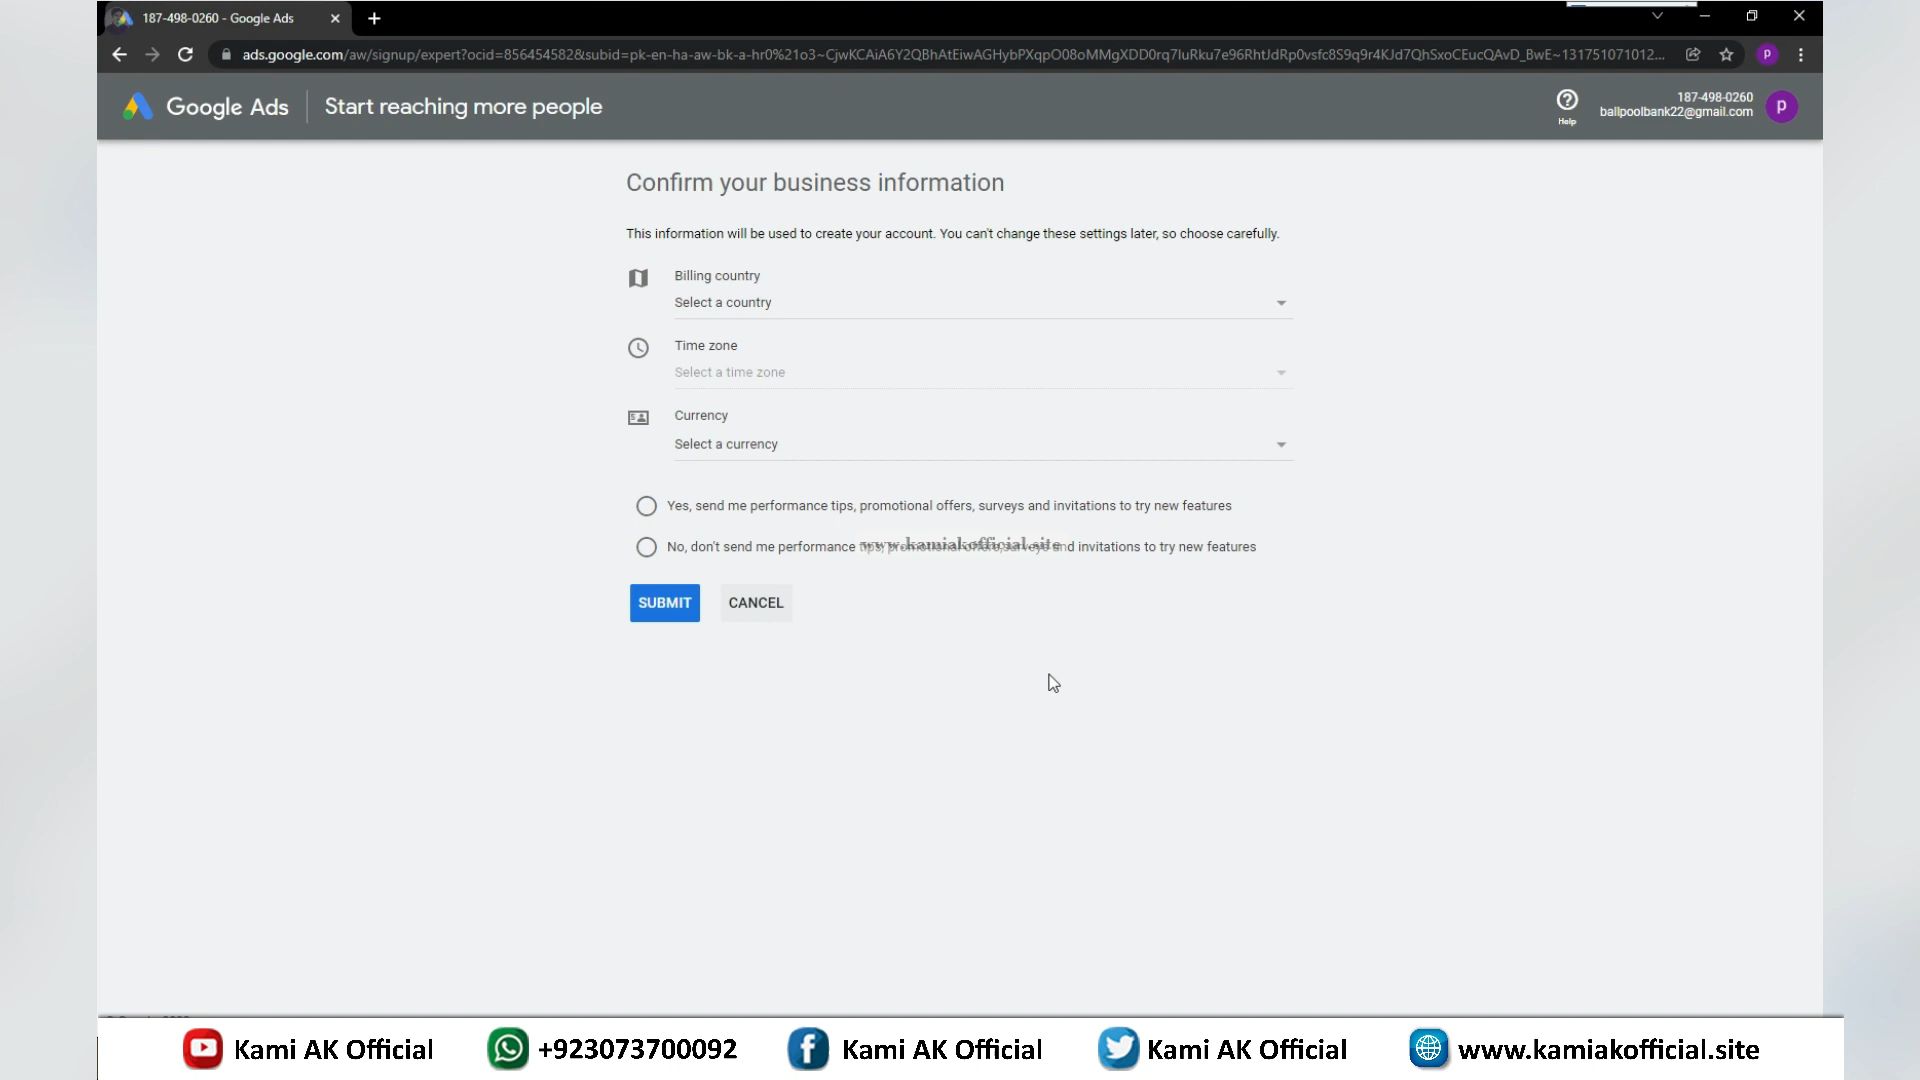 187-498-0260 - Google Ads
ads.google.com/aw/signup/expert?ocid=856454582&subid=pk-en-ha-aw-bk-a-hr0%21o3~CjwKCAiA6Y2QBhAtEiwAGHybPXqpO08oMMgXDD0rq7IuRku7e96RhtJdRp0vsfc8S9q9r4KJd7QhSxoCEucQAvD_BwE~131751071012...
P
Google Ads
Start reaching more people
Help
187-498-0260
ballpoolbank22@gmail.com
P
Confirm your business information
This information will be used to create your account. You can't change these settings later, so choose carefully.
Billing country
Select a country
Time zone
Select a time zone
Currency
Select a currency
Yes, send me performance tips, promotional offers, surveys and invitations to try new features
No, don't send me performance tips, promotional offers, surveys and invitations to try new features
www.kamiakofficial.site
SUBMIT
CANCEL
Kami AK Official
+923073700092
Kami AK Official
Kami AK Official
www.kamiakofficial.site